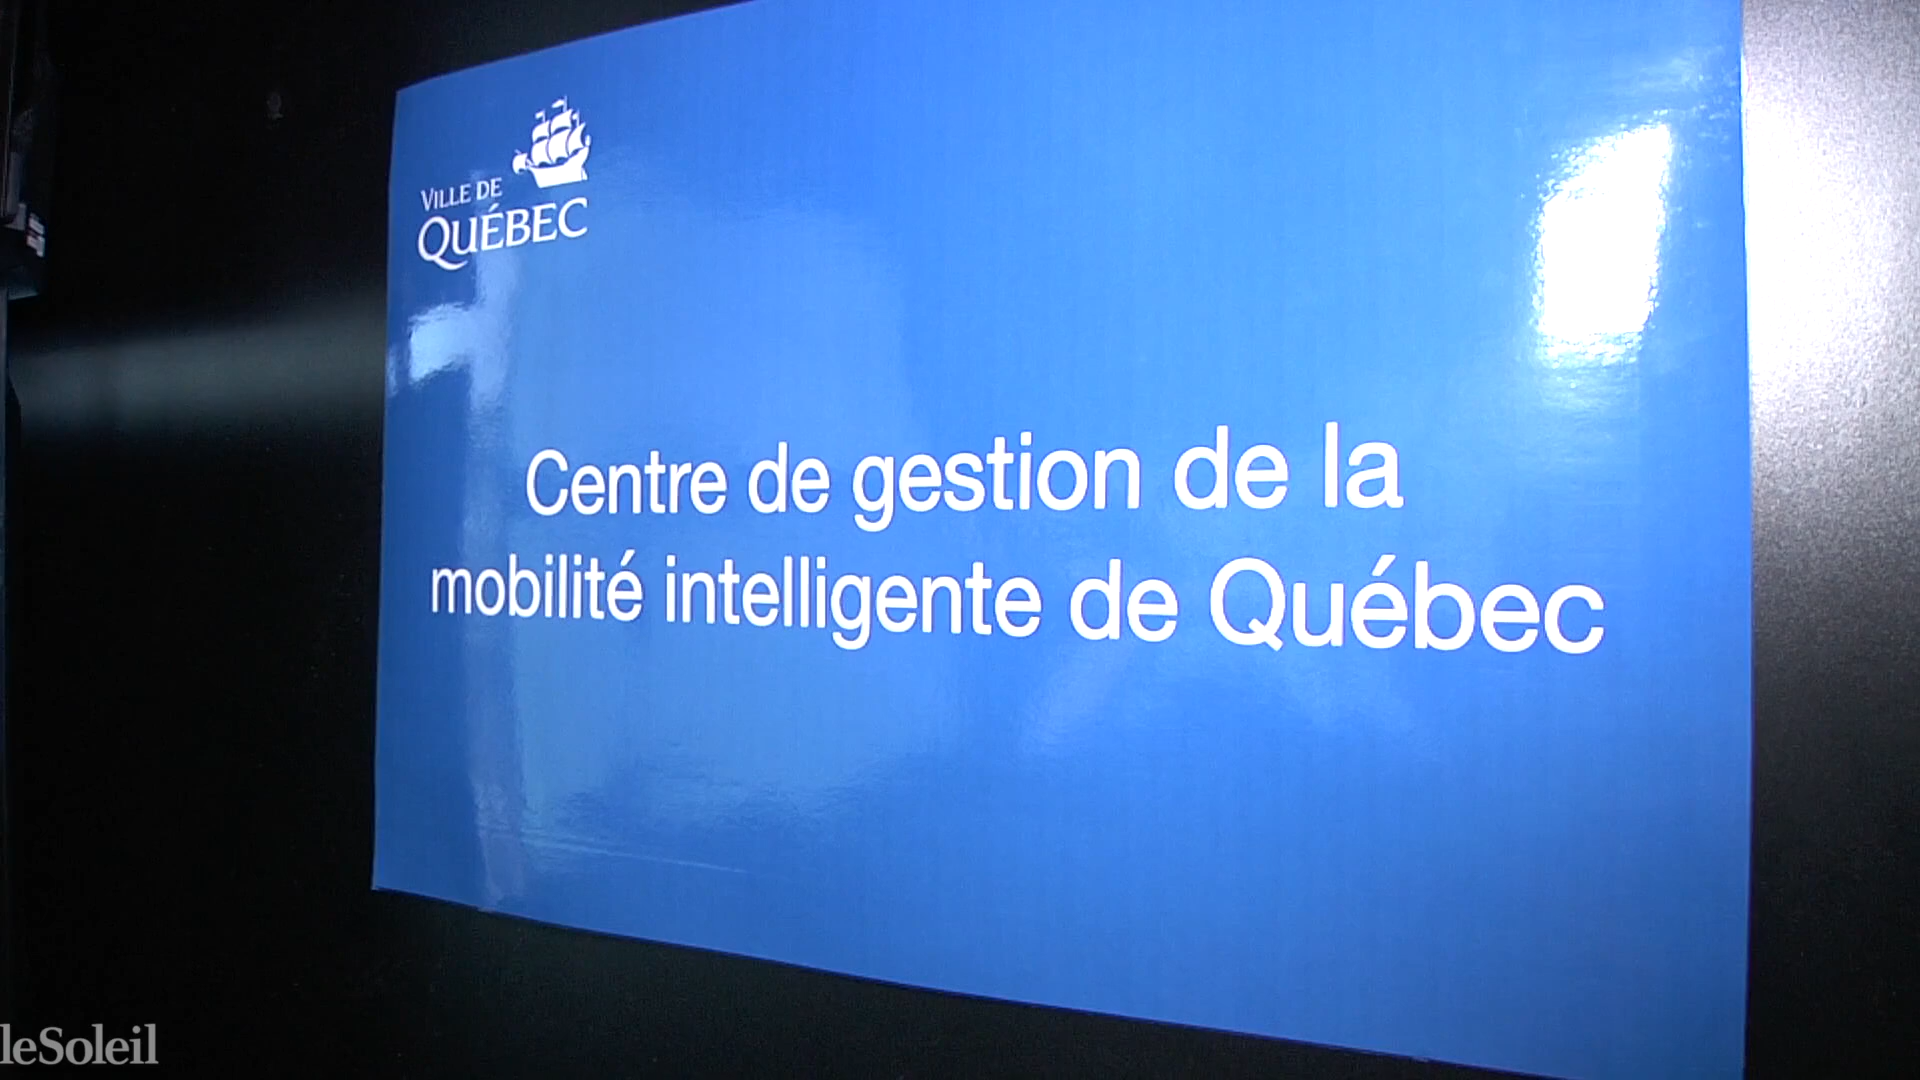 VILLE DE
QUÉBEC
Centre de gestion de la
mobilité intelligente de Québec
leSoleil